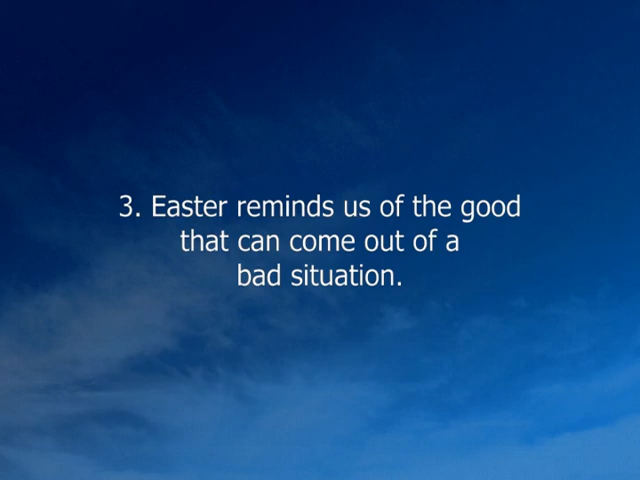 3. Easter reminds us of the good
that can come out of a
bad situation.